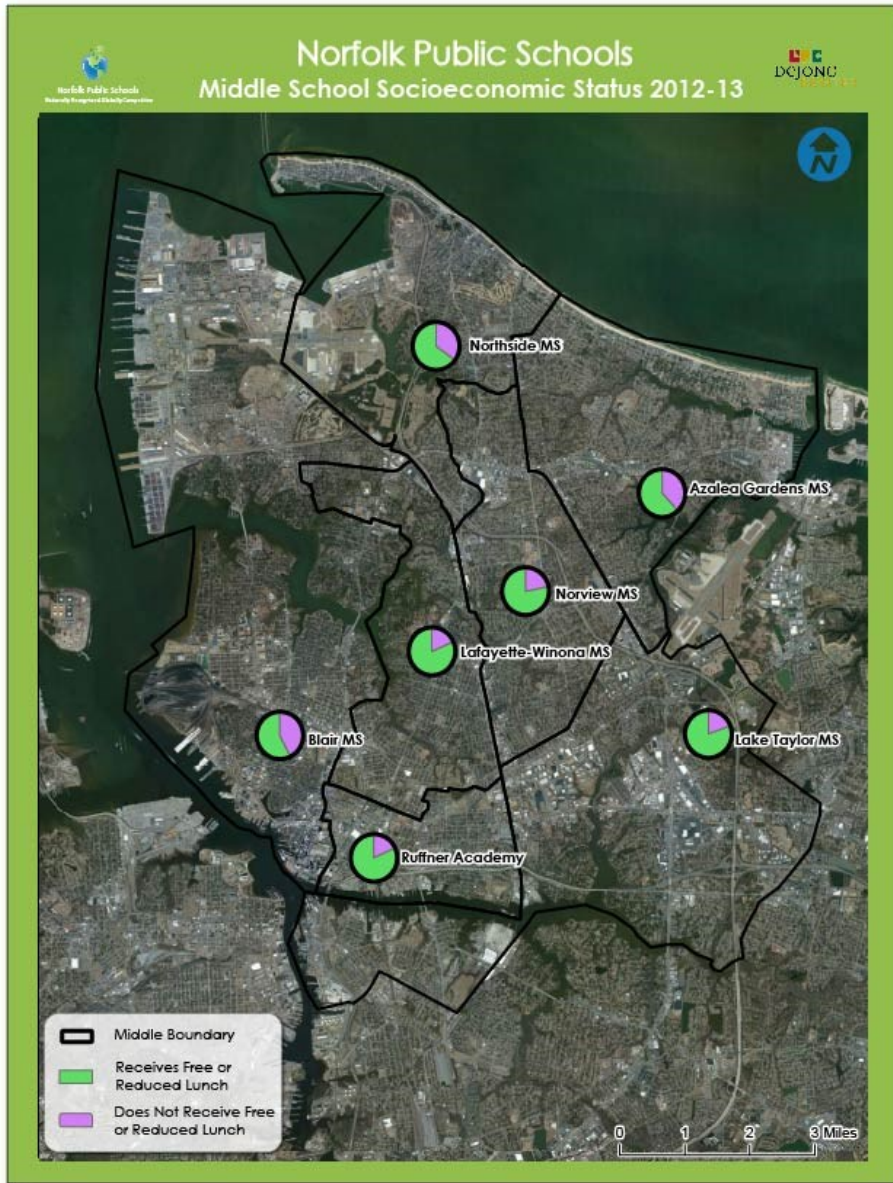 Norfolk Public Schools
Middle School Socioeconomic Status 2012-13
Norfolk Public Schools
DEJONG
N
Northside MS
Azalea Gardens MS
Norview MS
Lafayette-Winona MS
Blair MS
Lake Taylor MS
Ruffner Academy
Middle Boundary
Receives Free or
Reduced Lunch
Does Not Receive Free
or Reduced Lunch
0 1 2 3 Miles